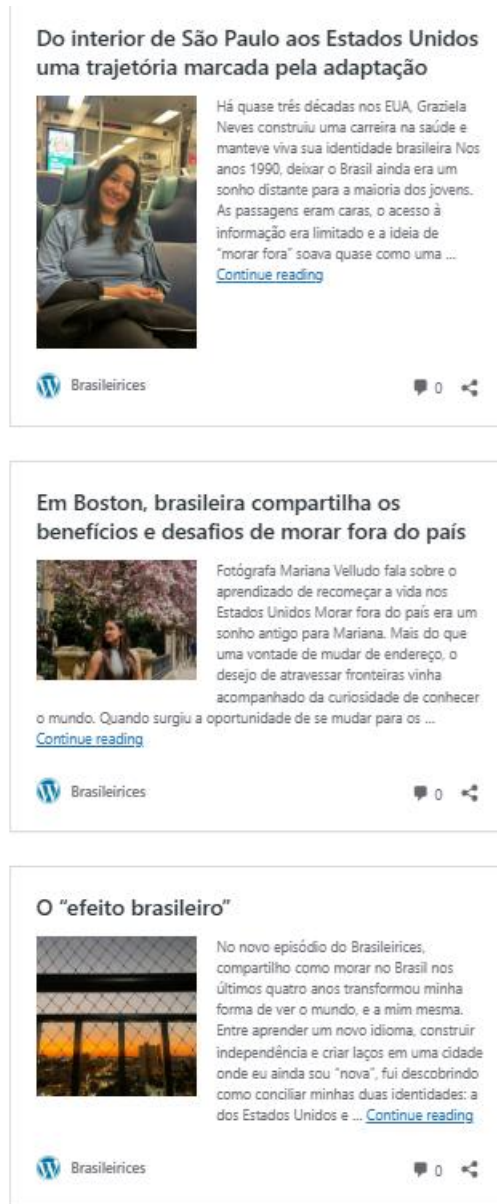 Do interior de São Paulo aos Estados Unidos
uma trajetória marcada pela adaptação
Há quase três décadas nos EUA, Graziela
Neves construiu uma carreira na saúde e
manteve viva sua identidade brasileira Nos
anos 1990, deixar o Brasil ainda era um
sonho distante para a maioria dos jovens.
As passagens eram caras, o acesso à
informação era limitado e a ideia de
“morar fora” soava quase como uma ...
Continue reading
Brasileirices
0
Em Boston, brasileira compartilha os
benefícios e desafios de morar fora do país
Fotógrafa Mariana Velludo fala sobre o
aprendizado de recomeçar a vida nos
Estados Unidos Morar fora do país era um
sonho antigo para Mariana. Mais do que
uma vontade de mudar de endereço, o
desejo de atravessar fronteiras vinha
acompanhado da curiosidade de conhecer
o mundo. Quando surgiu a oportunidade de se mudar para os ...
Continue reading
Brasileirices
0
O “efeito brasileiro”
No novo episódio do Brasileirices,
compartilho como morar no Brasil nos
últimos quatro anos transformou minha
forma de ver o mundo, e a mim mesma.
Entre aprender um novo idioma, construir
independência e criar laços em uma cidade
onde eu ainda sou “nova”, fui descobrindo
como conciliar minhas duas identidades: a
dos Estados Unidos e ... Continue reading
Brasileirices
0